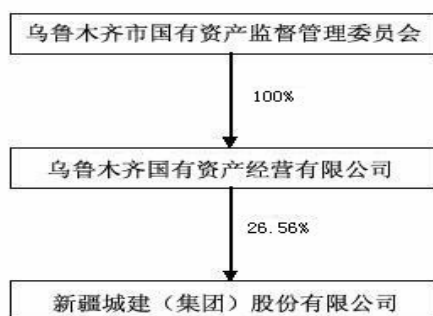 乌鲁木齐市国有资产监督管理委员会
100%
乌鲁木齐国有资产经营有限公司
26.56%
新疆城建（集团）股份有限公司